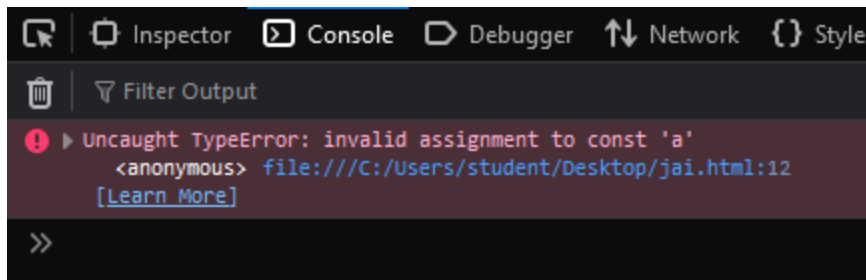 Inspector Console Debugger Network {} Style
Filter Output
Uncaught TypeError: invalid assignment to const 'a'
<anonymous> file:///C:/Users/student/Desktop/jai.html:12
[Learn More]